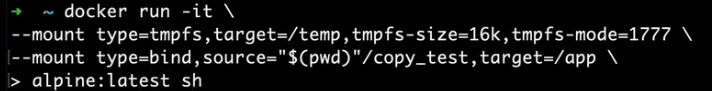 ➜  ~ docker run -it \
--mount type=tmpfs,target=/temp,tmpfs-size=16k,tmpfs-mode=1777 \
--mount type=bind,source="$(pwd)"/copy_test,target=/app \
> alpine:latest sh